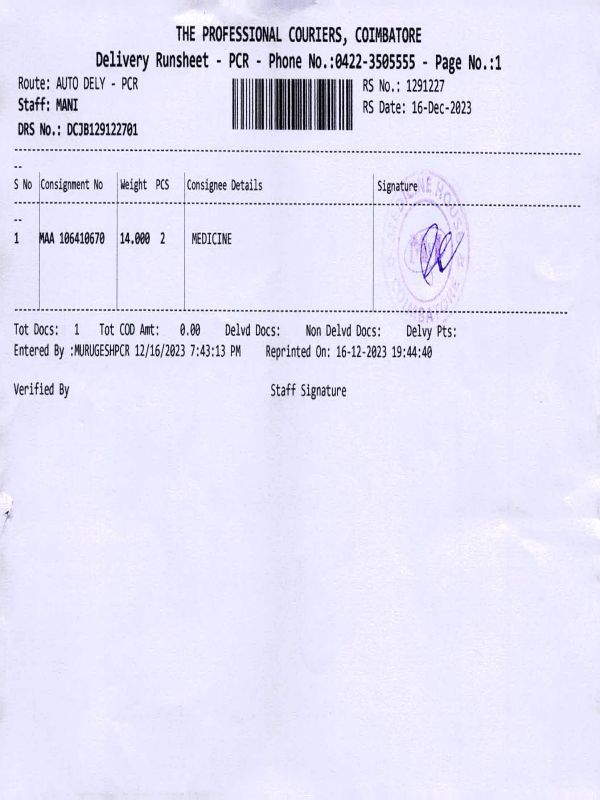 THE PROFESSIONAL COURIERS, COIMBATORE
Delivery Runsheet - PCR - Phone No.:0422-3505555 - Page No.:1
Route: AUTO DELY - PCR
RS No.: 1291227
Staff: MANI
RS Date: 16-Dec-2023
DRS No.: DCJB129122701
S No Consignment No Weight PCS Consignee Details Signature
1 MAA 106410670 14.000 2 MEDICINE
MEDICINE HOUSE
COIMBATORE
Tot Docs: 1 Tot COD Amt: 0.00 Delvd Docs: Non Delvd Docs: Delvy Pts:
Entered By :MURUGESHPCR 12/16/2023 7:43:13 PM Reprinted On: 16-12-2023 19:44:40
Verified By Staff Signature